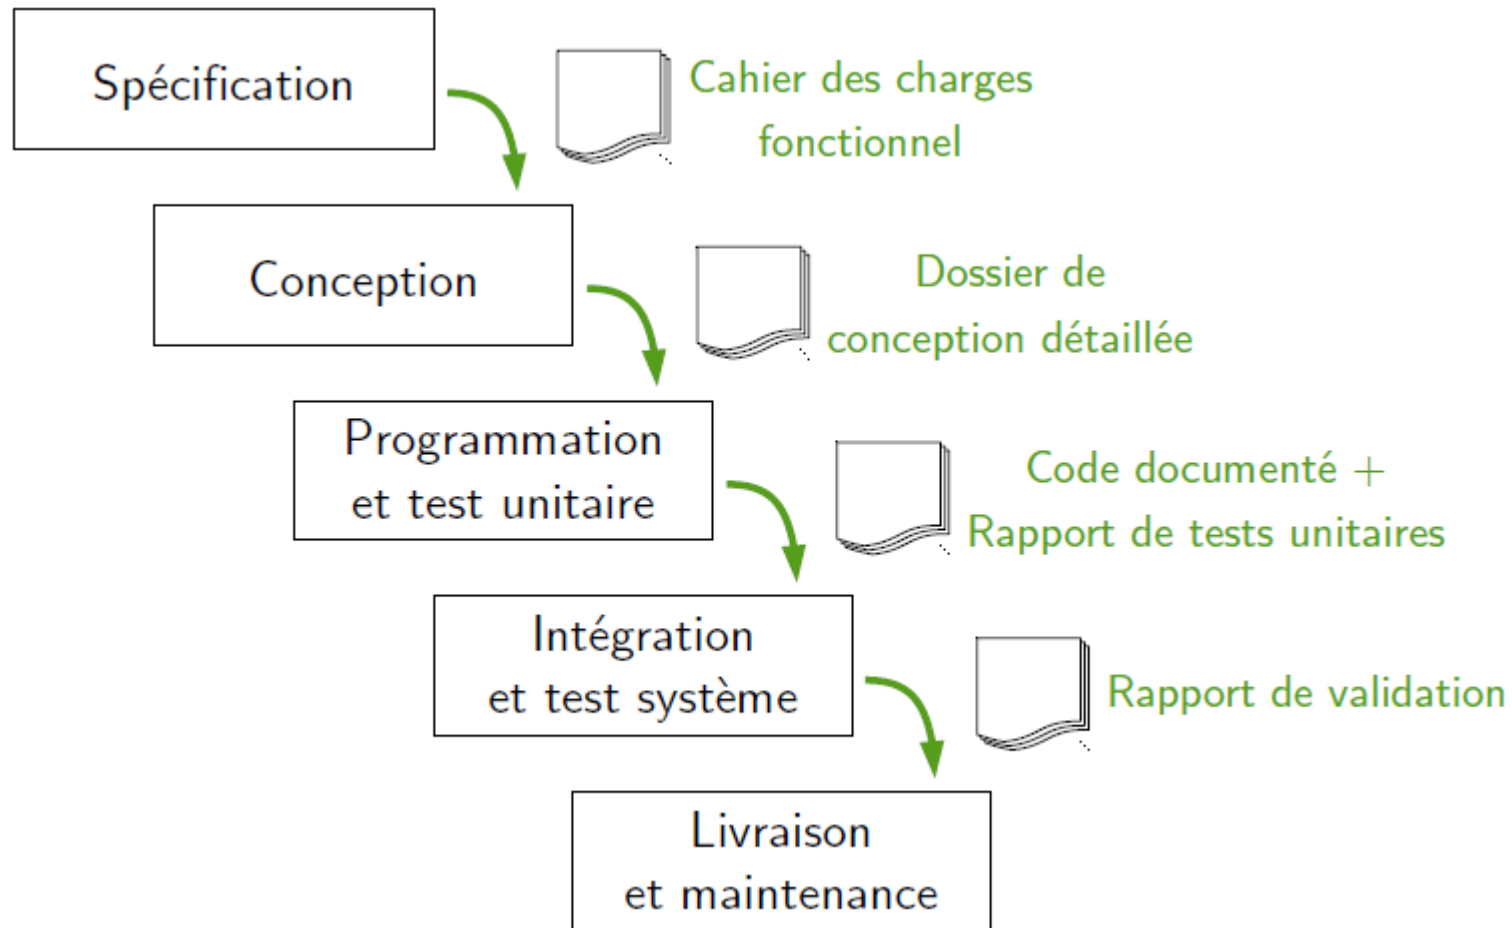 Spécification
Cahier des charges
fonctionnel
Conception
Dossier de
conception détaillée
Programmation
et test unitaire
Code documenté +
Rapport de tests unitaires
Intégration
et test système
Rapport de validation
Livraison
et maintenance